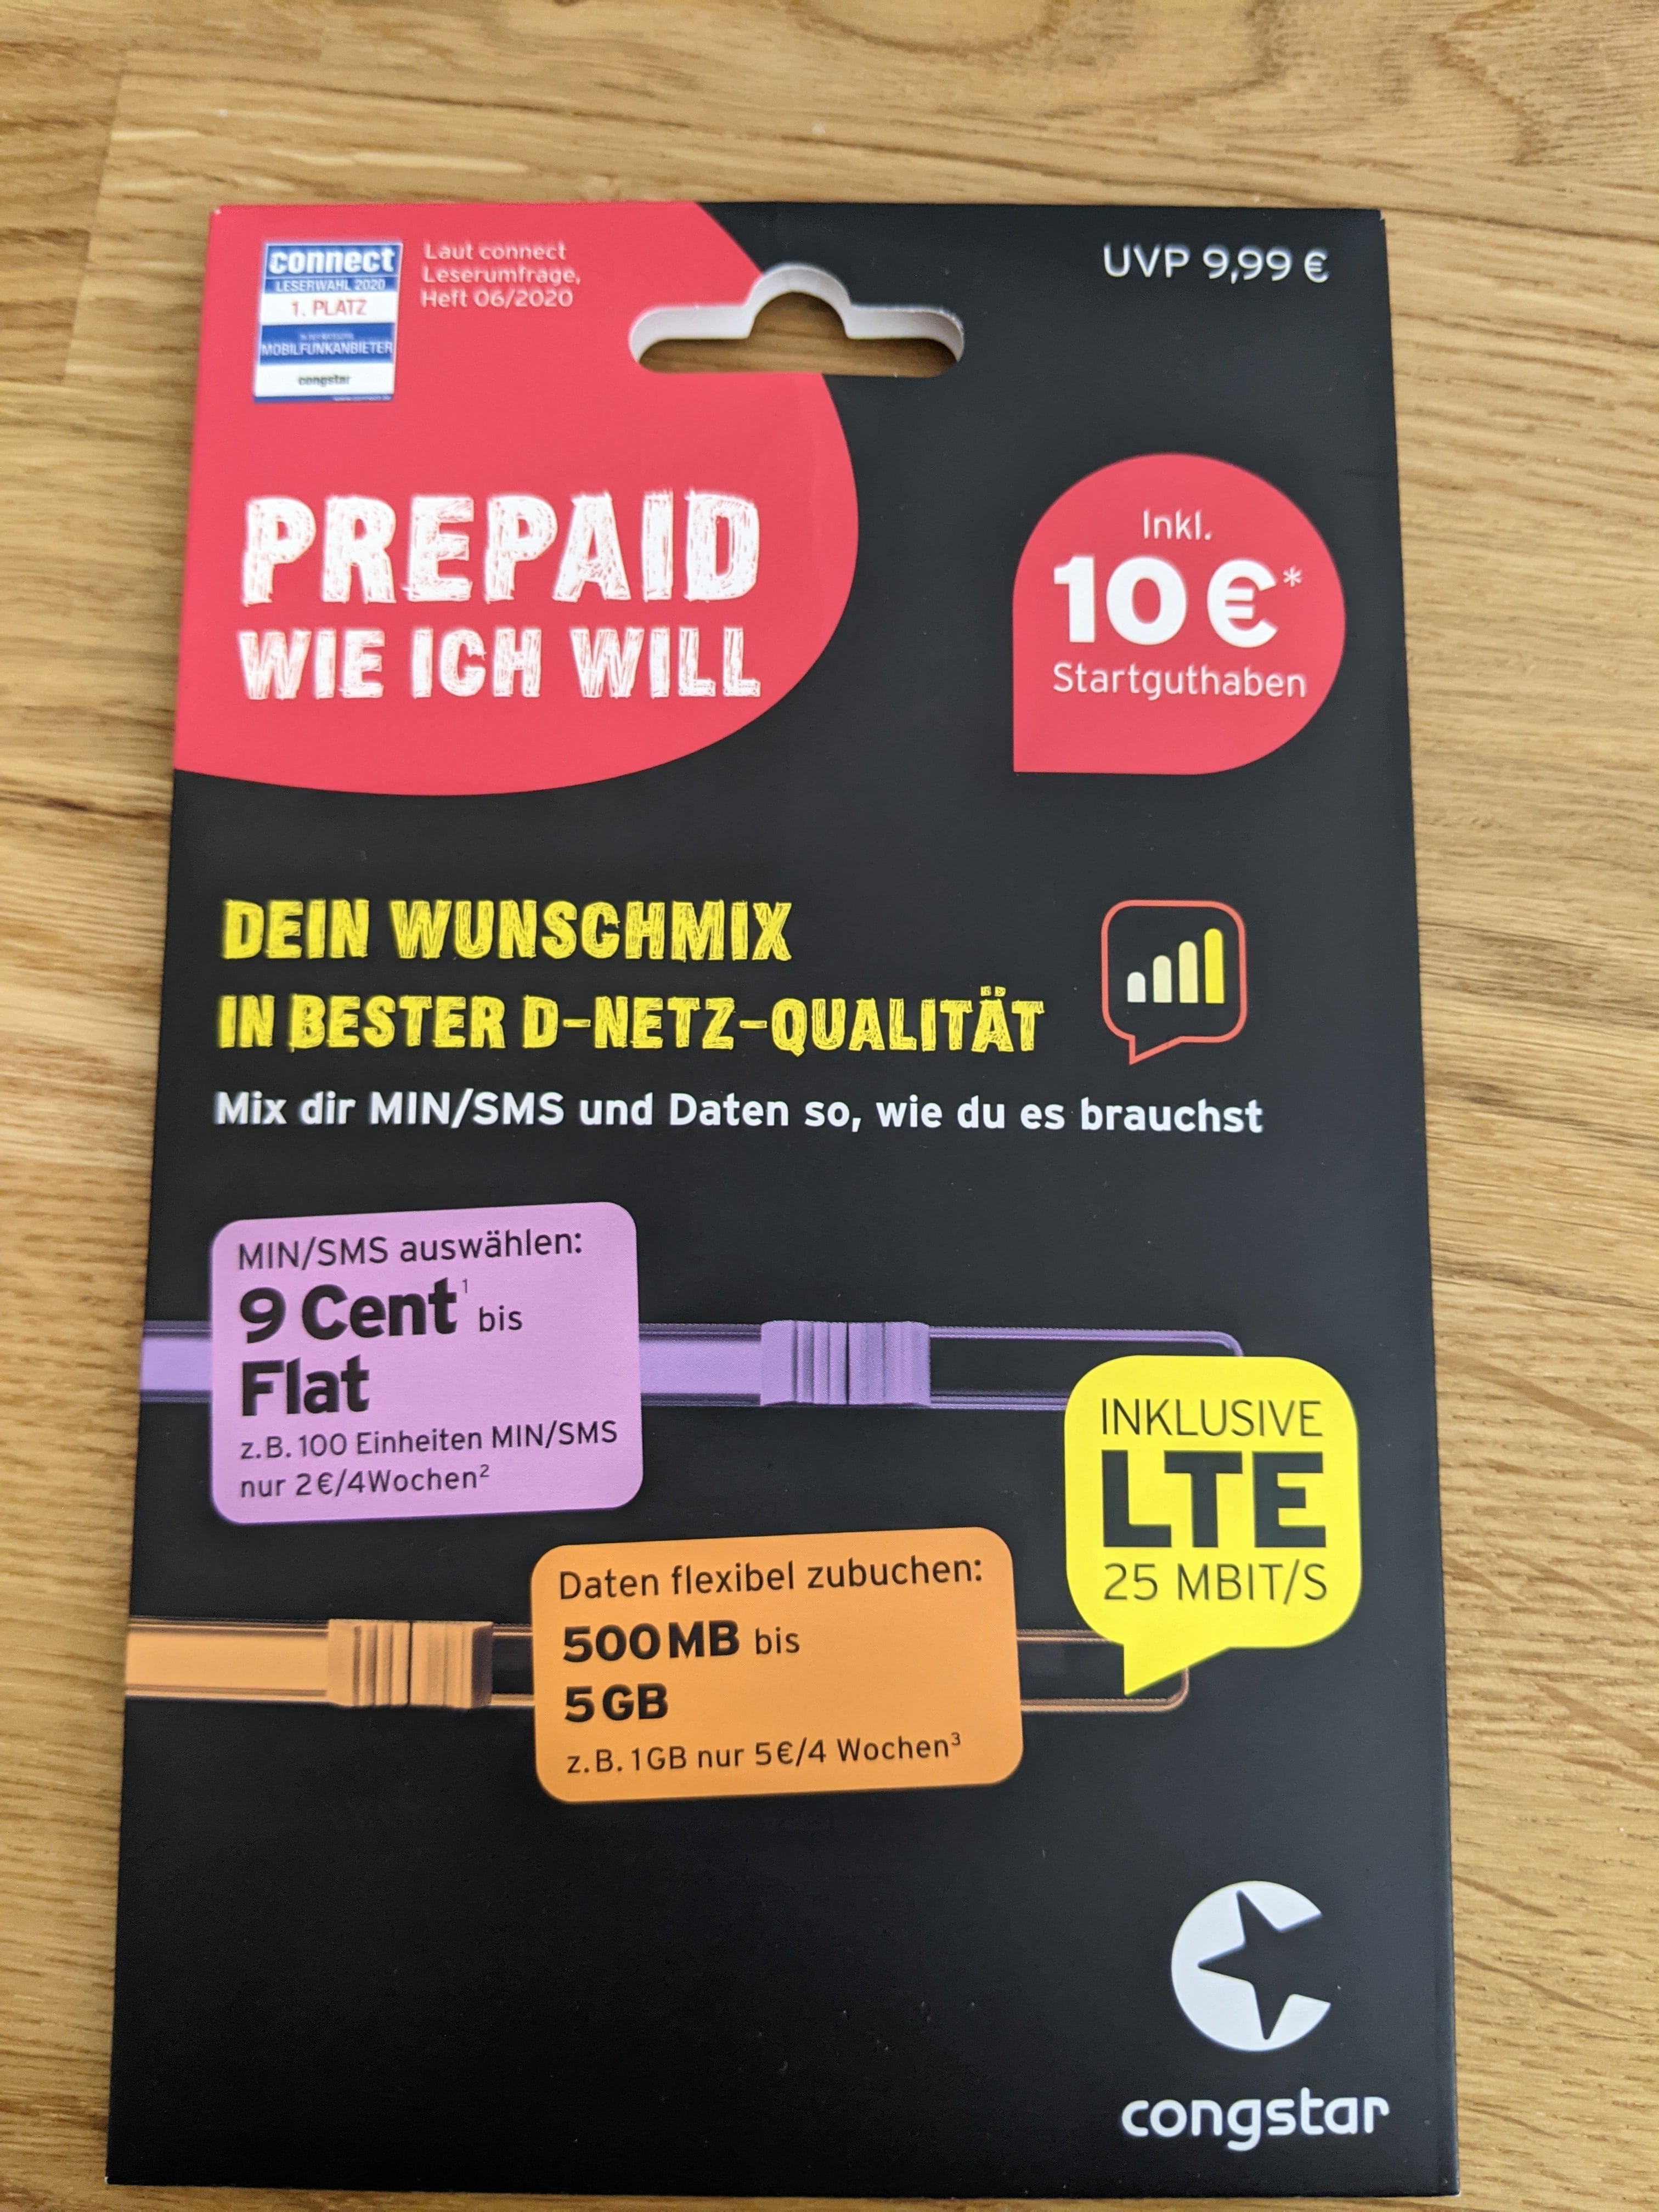 connect
LESERWAHL 2020
1. PLATZ
MOBILFUNKANBIETER
congstar
Laut connect
Leserumfrage,
Heft 06/2020
UVP 9,99 €
PREPAID
WIE ICH WILL
Inkl.
10 €*
Startguthaben
DEIN WUNSCHMIX
IN BESTER D-NETZ-QUALITÄT
Mix dir MIN/SMS und Daten so, wie du es brauchst
MIN/SMS auswählen:
9 Cent¹ bis
Flat
z.B. 100 Einheiten MIN/SMS
nur 2€/4Wochen²
INKLUSIVE
LTE
25 MBIT/S
Daten flexibel zubuchen:
500 MB bis
5 GB
z.B. 1GB nur 5€/4 Wochen³
congstar